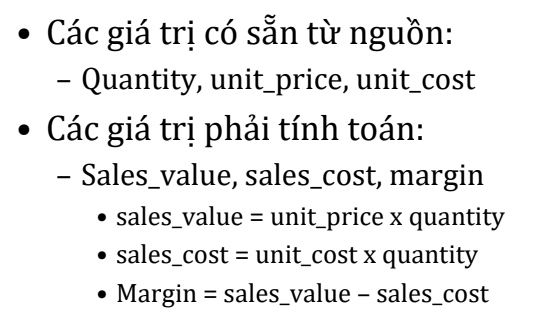 • Các giá trị có sẵn từ nguồn:
– Quantity, unit_price, unit_cost
• Các giá trị phải tính toán:
– Sales_value, sales_cost, margin
• sales_value = unit_price x quantity
• sales_cost = unit_cost x quantity
• Margin = sales_value – sales_cost